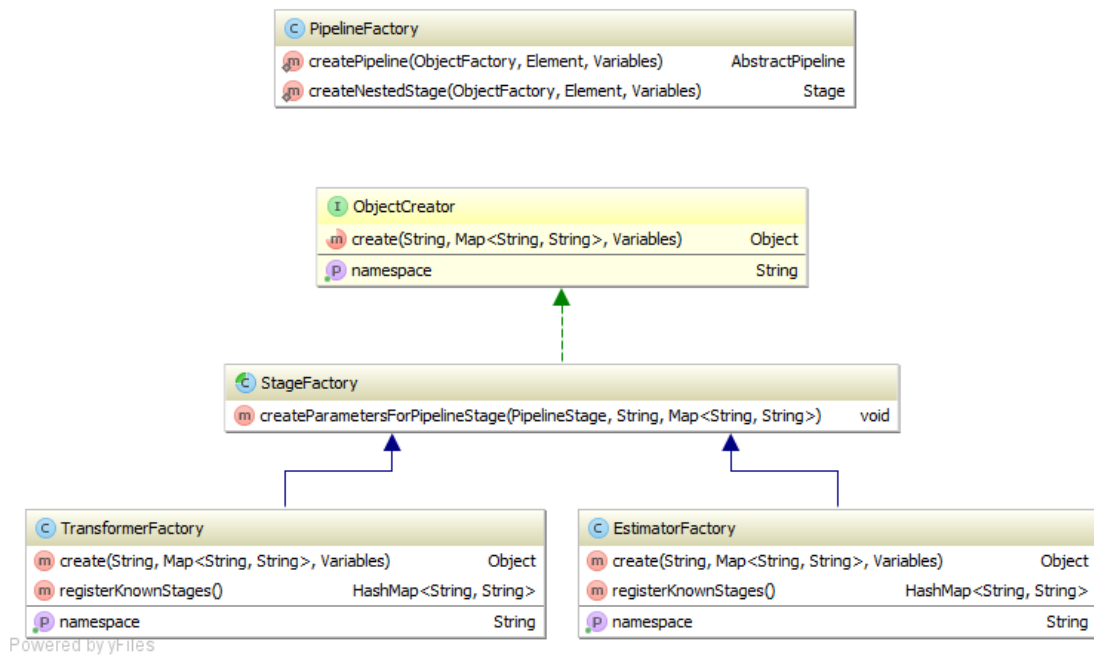 C PipelineFactory
m createPipeline(ObjectFactory, Element, Variables) AbstractPipeline
m createNestedStage(ObjectFactory, Element, Variables) Stage
I ObjectCreator
m create(String, Map<String, String>, Variables) Object
P namespace String
C StageFactory
m createParametersForPipelineStage(PipelineStage, String, Map<String, String>) void
C TransformerFactory
m create(String, Map<String, String>, Variables) Object
m registerKnownStages() HashMap<String, String>
P namespace String
C EstimatorFactory
m create(String, Map<String, String>, Variables) Object
m registerKnownStages() HashMap<String, String>
P namespace String
Powered by yFiles